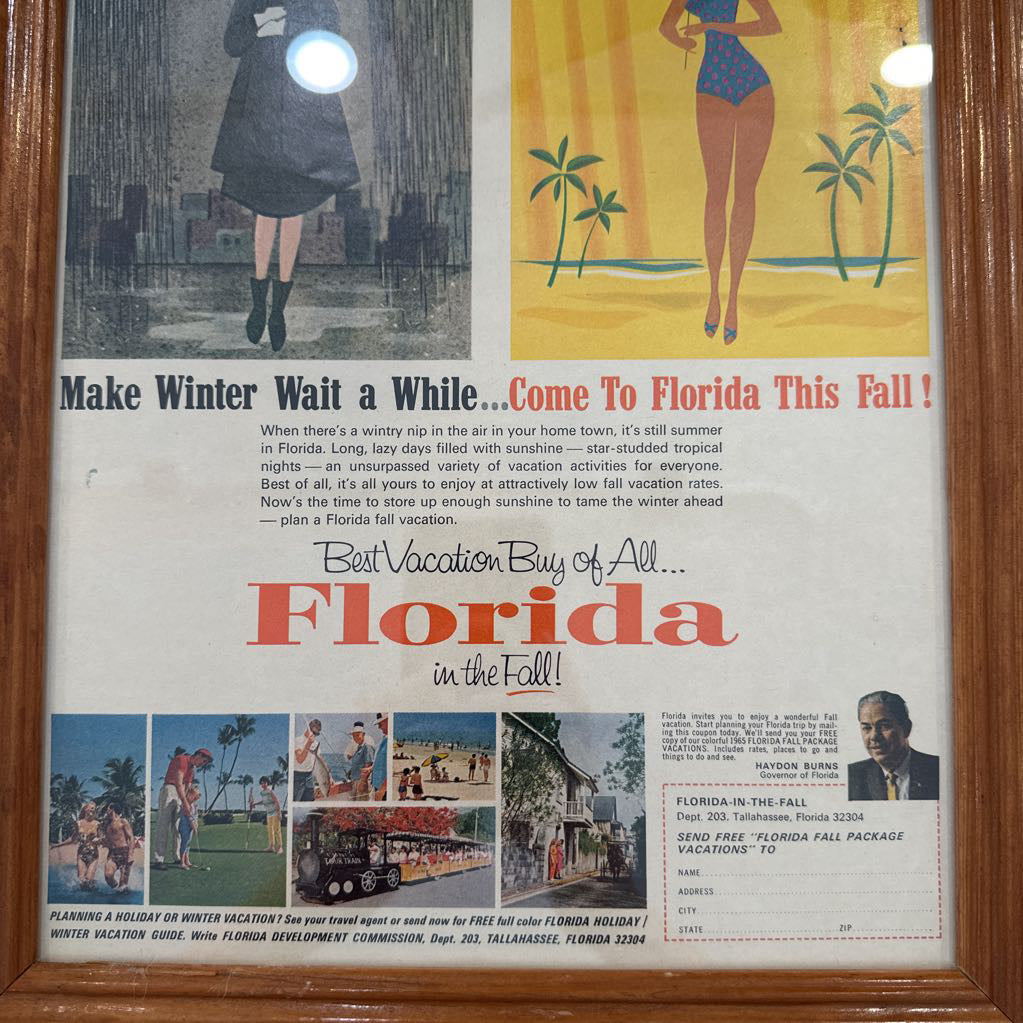 Make Winter Wait a While...Come To Florida This Fall!
When there's a wintry nip in the air in your home town, it's still summer
in Florida. Long, lazy days filled with sunshine — star-studded tropical
nights — an unsurpassed variety of vacation activities for everyone.
Best of all, it's all yours to enjoy at attractively low fall vacation rates.
Now's the time to store up enough sunshine to tame the winter ahead
— plan a Florida fall vacation.
Best Vacation Buy of All...
Florida
in the Fall!
TOUR TRAIN
Florida invites you to enjoy a wonderful Fall
vacation. Start planning your Florida trip by mail-
ing this coupon today. We'll send you your FREE
copy of our colorful 1965 FLORIDA FALL PACKAGE
VACATIONS. Includes rates, places to go and
things to do and see.
HAYDON BURNS
Governor of Florida
FLORIDA-IN-THE-FALL
Dept. 203, Tallahassee, Florida 32304
SEND FREE "FLORIDA FALL PACKAGE
VACATIONS" TO
NAME
ADDRESS
CITY
STATE ZIP
PLANNING A HOLIDAY OR WINTER VACATION? See your travel agent or send now for FREE full color FLORIDA HOLIDAY/
WINTER VACATION GUIDE. Write FLORIDA DEVELOPMENT COMMISSION, Dept. 203, TALLAHASSEE, FLORIDA 32304